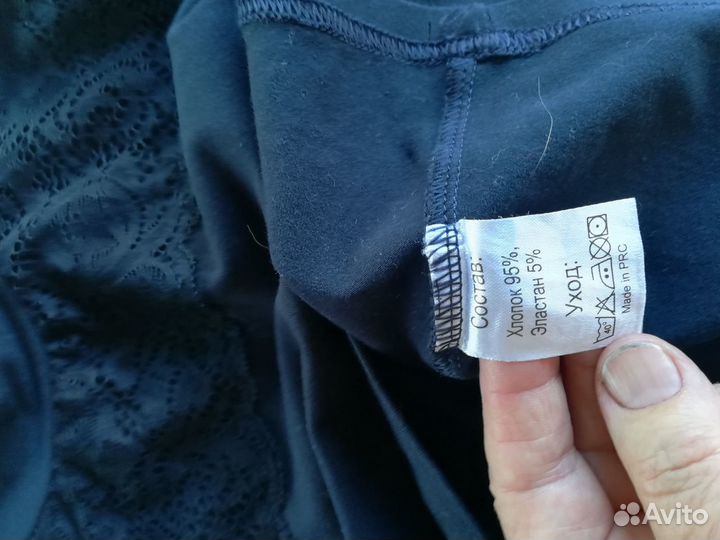 Состав:
Хлопок 95%,
Эластан 5%
Уход:
40°
Made in PRC
Avito